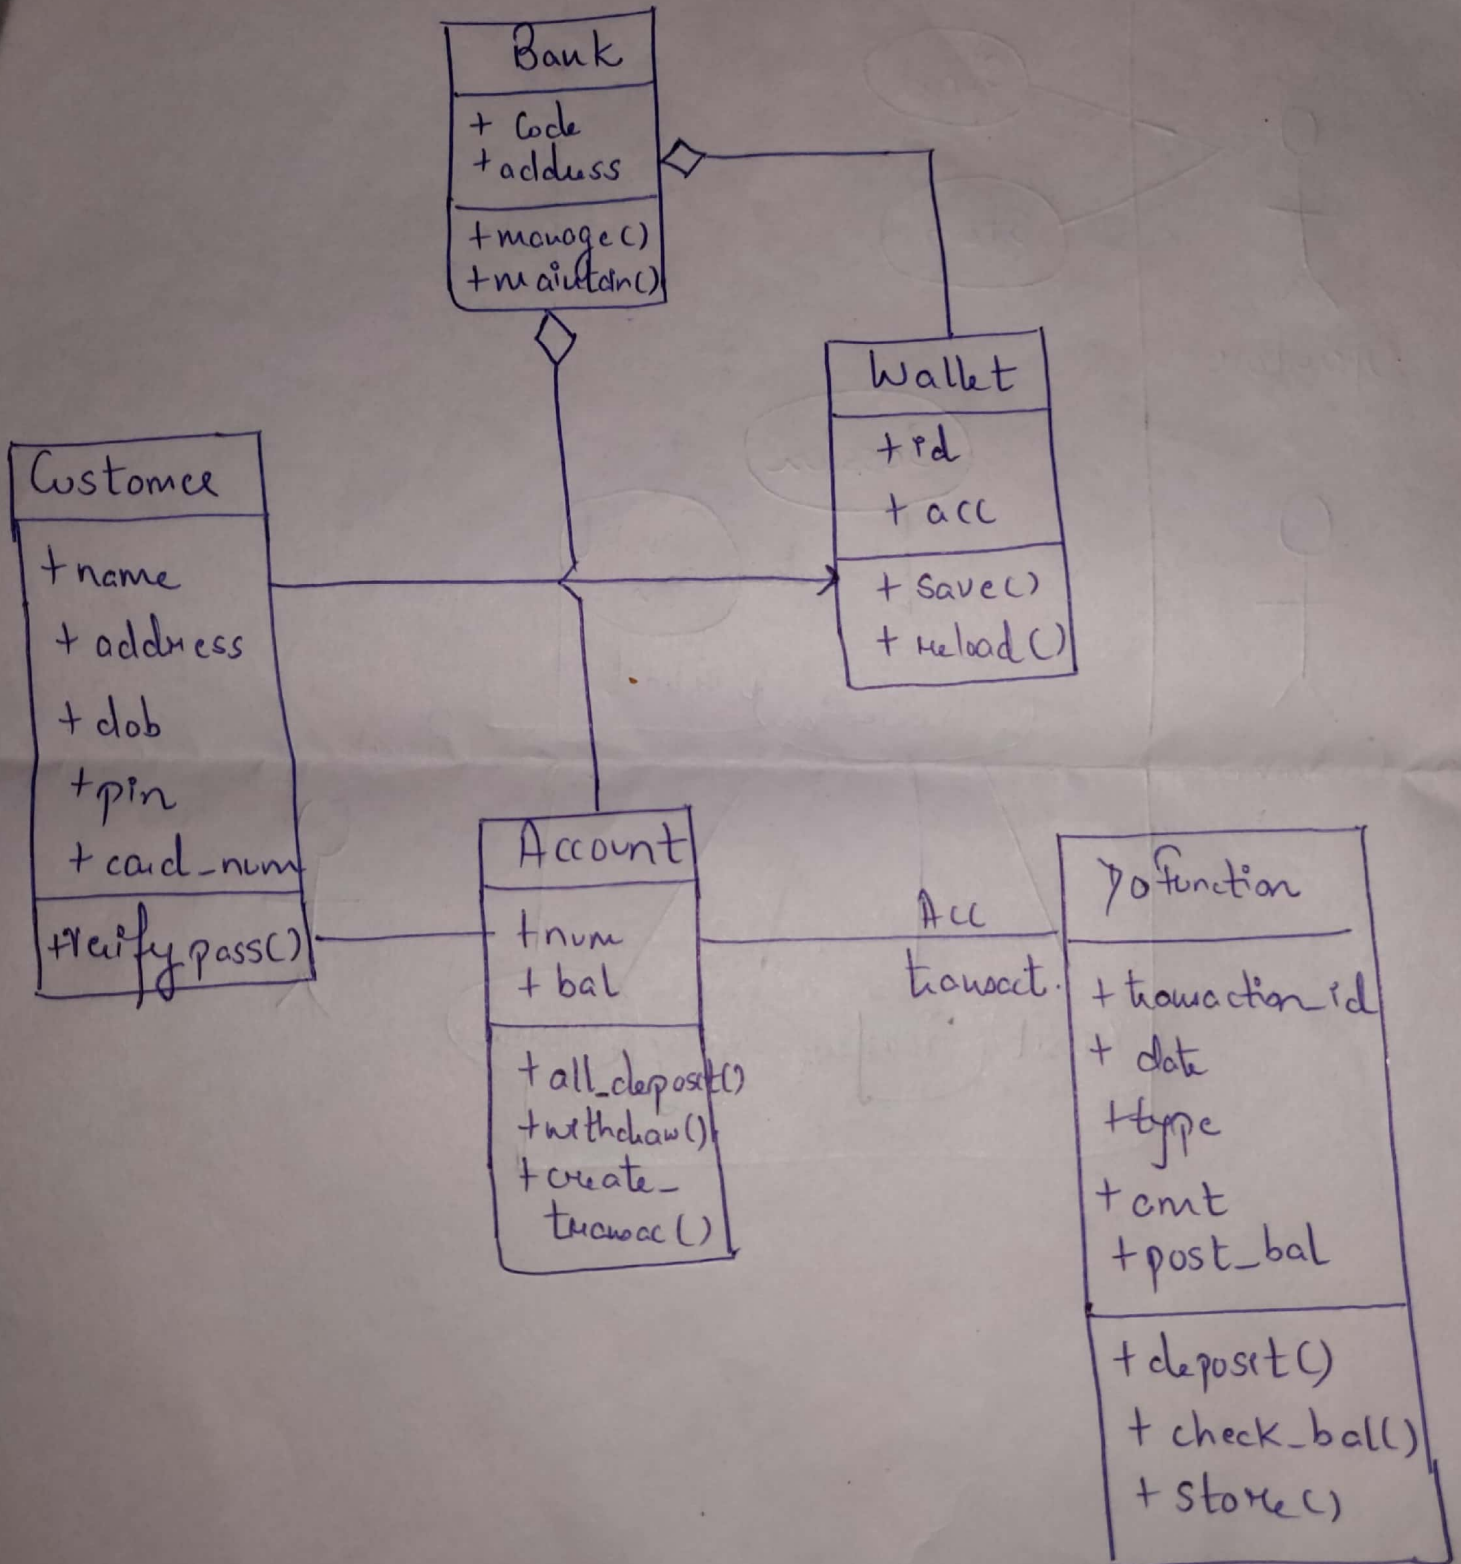 Bank
+ Code
+ address
+ manage()
+ maintain()
Wallet
+ id
+ acc
+ save()
+ reload()
Customer
+ name
+ address
+ dob
+ pin
+ card_num
+ verify pass()
Account
+ num
+ bal
+ all_deposit()
+ withdraw()
+ create_
transac()
Acc
transact.
Function
+ transaction_id
+ date
+ type
+ amt
+ post_bal
+ deposit()
+ check_bal()
+ store()